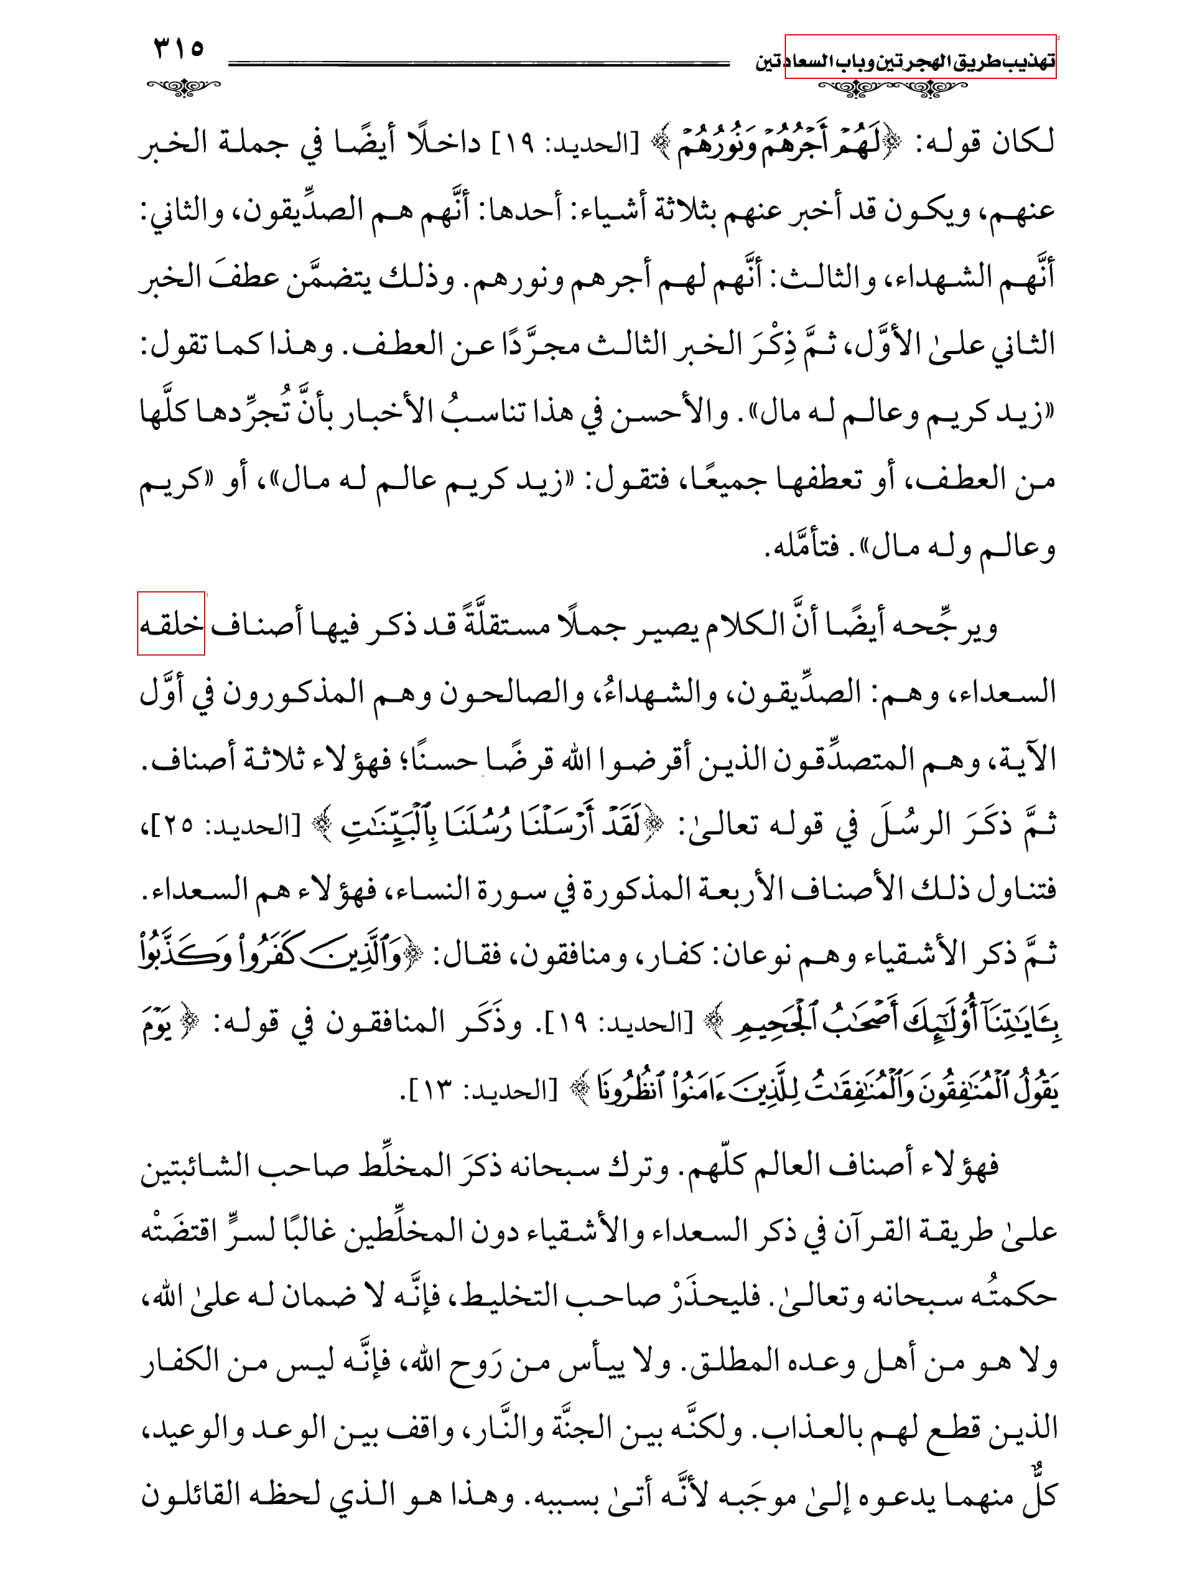 تهذيب طريق الهجرتين وباب السعادتين ٣١٥
لكان قوله: ﴿لَهُمْ أَجْرُهُمْ وَنُورُهُمْ﴾ [الحديد: ١٩] داخلًا أيضًا في جملة الخبر
عنهم، ويكون قد أخبر عنهم بثلاثة أشياء: أحدها: أنَّهم هم الصدِّيقون، والثاني:
أنَّهم الشهداء، والثالث: أنَّهم لهم أجرهم ونورهم. وذلك يتضمَّن عطفَ الخبر
الثاني علىٰ الأوَّل، ثمَّ ذِكْرَ الخبر الثالث مجرَّدًا عن العطف. وهذا كما تقول:
«زيد كريم وعالم له مال». والأحسن في هذا تناسبُ الأخبار بأنَّ تُجرِّدها كلَّها
من العطف، أو تعطفها جميعًا، فتقول: «زيد كريم عالم له مال»، أو «كريم
وعالم وله مال». فتأمَّله.
ويرجِّحه أيضًا أنَّ الكلام يصير جملًا مستقلَّةً قد ذكر فيها أصناف خلقه
السعداء، وهم: الصدِّيقون، والشهداءُ، والصالحون وهم المذكورون في أوَّل
الآية، وهم المتصدِّقون الذين أقرضوا الله قرضًا حسنًا؛ فهؤلاء ثلاثة أصناف.
ثمَّ ذكَرَ الرسُلَ في قوله تعالىٰ: ﴿لَقَدْ أَرْسَلْنَا رُسُلَنَا بِٱلْبَيِّنَٰتِ﴾ [الحديد: ٢٥]،
فتناول ذلك الأصناف الأربعة المذكورة في سورة النساء، فهؤلاء هم السعداء.
ثمَّ ذكر الأشقياء وهم نوعان: كفار، ومنافقون، فقال: ﴿وَٱلَّذِينَ كَفَرُوا۟ وَكَذَّبُوا۟
بِـَٔايَٰتِنَآ أُو۟لَٰٓئِكَ أَصْحَٰبُ ٱلْجَحِيمِ﴾ [الحديد: ١٩]. وذَكَر المنافقون في قوله: ﴿يَوْمَ
يَقُولُ ٱلْمُنَٰفِقُونَ وَٱلْمُنَٰفِقَٰتُ لِلَّذِينَ ءَامَنُوا۟ ٱنظُرُونَا﴾ [الحديد: ١٣].
فهؤلاء أصناف العالم كلّهم. وترك سبحانه ذكرَ المخلِّط صاحب الشائبتين
علىٰ طريقة القرآن في ذكر السعداء والأشقياء دون المخلِّطين غالبًا لسرٍّ اقتضَتْه
حكمتُه سبحانه وتعالىٰ. فليحذَرْ صاحب التخليط، فإنَّه لا ضمان له علىٰ الله،
ولا هو من أهل وعده المطلق. ولا ييأس من رَوح الله، فإنَّه ليس من الكفار
الذين قطع لهم بالعذاب. ولكنَّه بين الجنَّة والنَّار، واقف بين الوعد والوعيد،
كلٌّ منهما يدعوه إلىٰ موجَبه لأنَّه أتىٰ بسببه. وهذا هو الذي لحظه القائلون